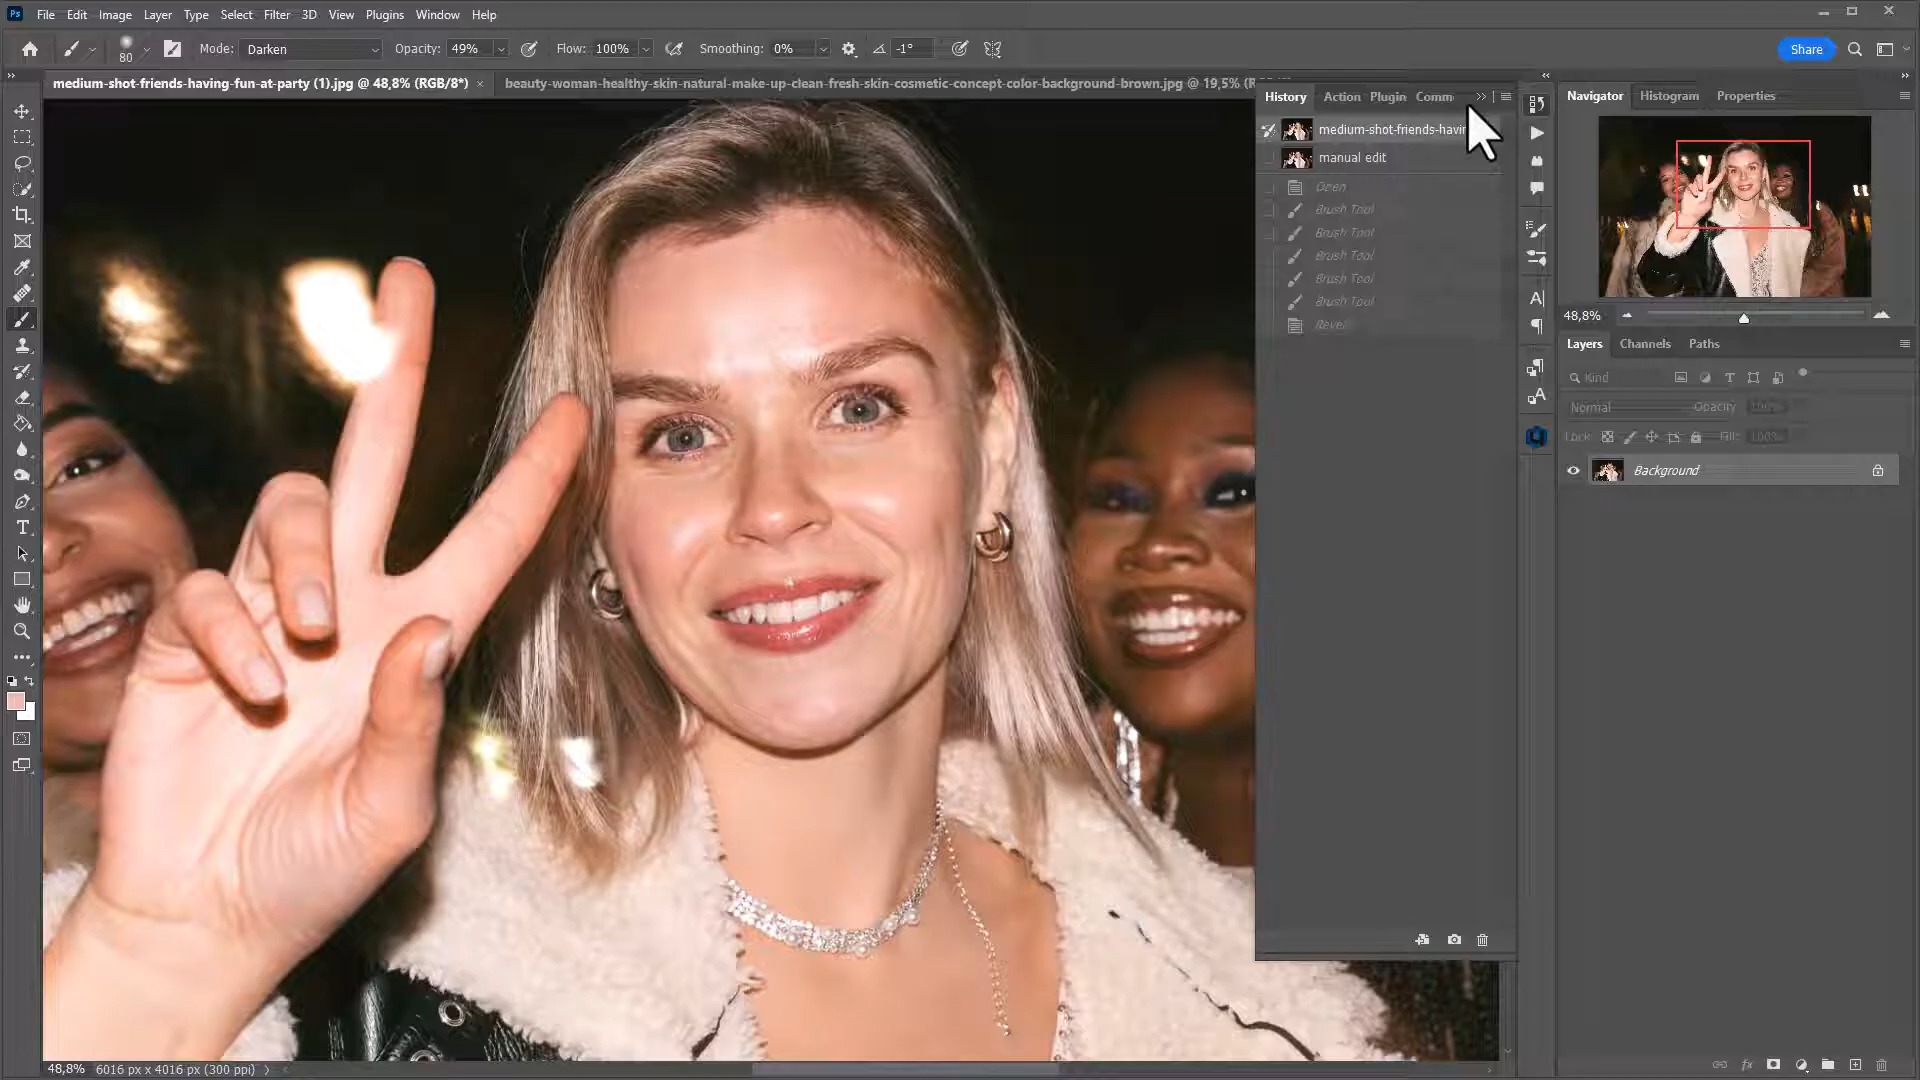 Ps File Edit Image Layer Type Select Filter 3D View Plugins Window Help
80 Mode: Darken Opacity: 49% Flow: 100% Smoothing: 0% -1° Share
medium-shot-friends-having-fun-at-party (1).jpg @ 48,8% (RGB/8*) × beauty-woman-healthy-skin-natural-make-up-clean-fresh-skin-cosmetic-concept-color-background-brown.jpg @ 19,5%
History Action Plugin Comm
medium-shot-friends-havin
manual edit
Open
Brush Tool
Brush Tool
Brush Tool
Brush Tool
Brush Tool
Revert
Navigator Histogram Properties
48,8%
Layers Channels Paths
Kind
Normal Opacity 100%
Lock: Fill: 100%
Background
48,8% 6016 px x 4016 px (300 ppi)